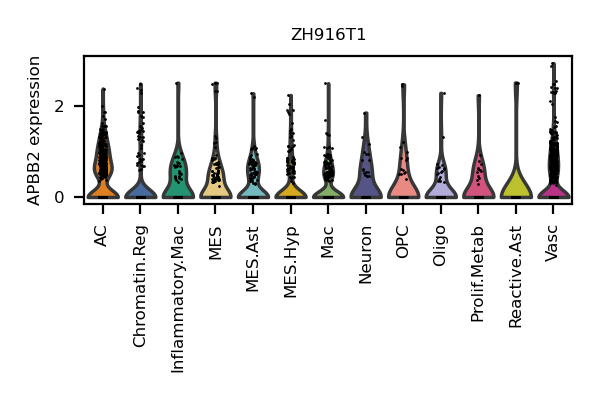 ZH916T1
APBB2 expression
2
0
AC
Chromatin.Reg
Inflammatory.Mac
MES
MES.Ast
MES.Hyp
Mac
Neuron
OPC
Oligo
Prolif.Metab
Reactive.Ast
Vasc